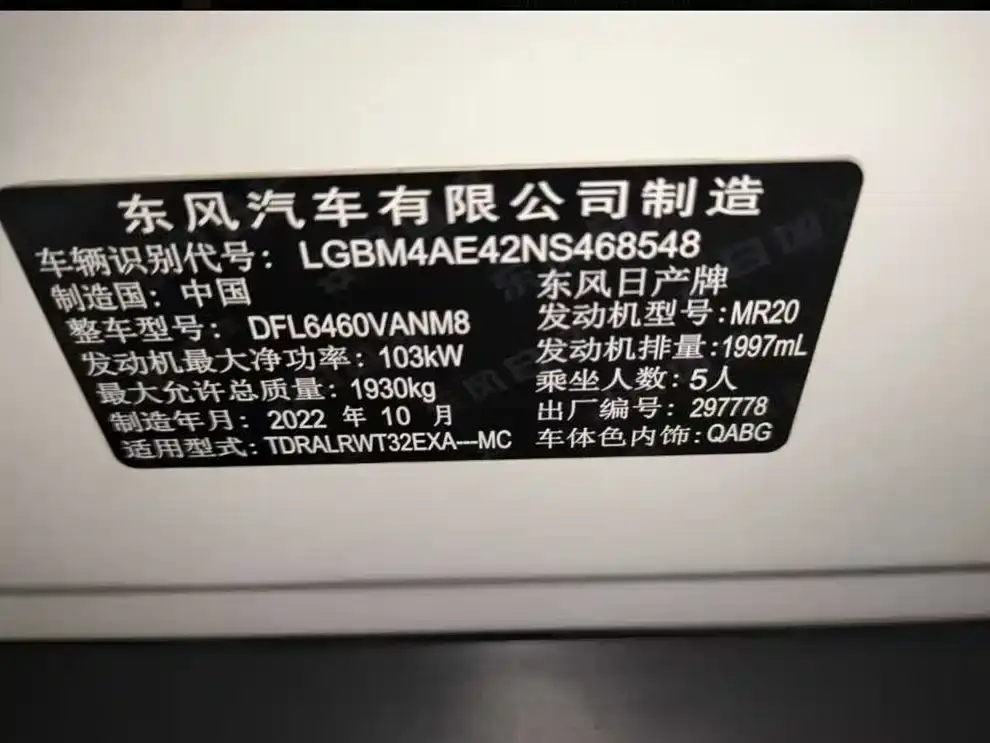 东风汽车有限公司制造
车辆识别代号：LGBM4AE42NS468548
制造国：中国 东风日产牌
整车型号：DFL6460VANM8 发动机型号：MR20
发动机最大净功率：103kW 发动机排量：1997mL
最大允许总质量：1930kg 乘坐人数：5人
制造年月：2022 年 10 月 出厂编号：297778
适用型式：TDRALRWT32EXA---MC 车体色内饰：QABG